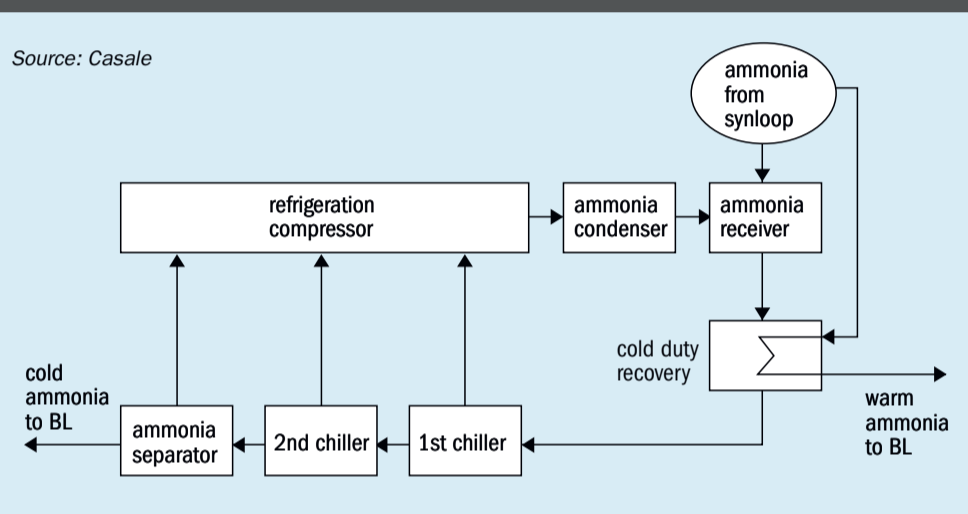 Source: Casale
ammonia
from
synloop
refrigeration
compressor
ammonia
condenser
ammonia
receiver
cold duty
recovery
cold
ammonia
to BL
ammonia
separator
2nd chiller
1st chiller
warm
ammonia
to BL